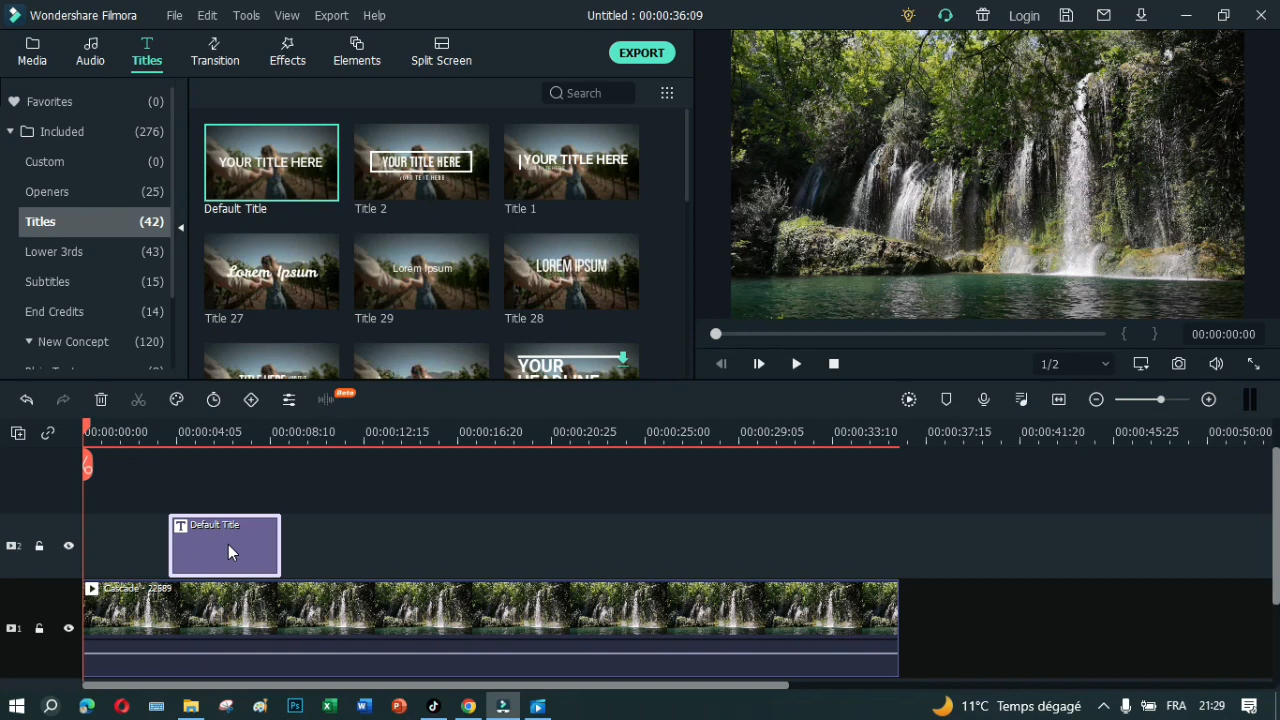 Wondershare Filmora File Edit Tools View Export Help Untitled : 00:00:36:09 Login
Media Audio Titles Transition Effects Elements Split Screen EXPORT
Favorites (0)
Included (276)
Custom (0)
Openers (25)
Titles (42)
Lower 3rds (43)
Subtitles (15)
End Credits (14)
New Concept (120)
Search
YOUR TITLE HERE
YOUR TITLE HERE
YOUR TITLE HERE
Default Title Title 2 Title 1
Lorem Ipsum
Lorem Ipsum
LOREM IPSUM
Title 27 Title 29 Title 28
YOUR
HEADLINE
{ } 00:00:00:00
1/2
Beta
00:00:00:00 00:00:04:05 00:00:08:10 00:00:12:15 00:00:16:20 00:00:20:25 00:00:25:00 00:00:29:05 00:00:33:10 00:00:37:15 00:00:41:20 00:00:45:25 00:00:50:00
T Default Title
2
Cascade - 22589
1
11°C Temps dégagé FRA 21:29